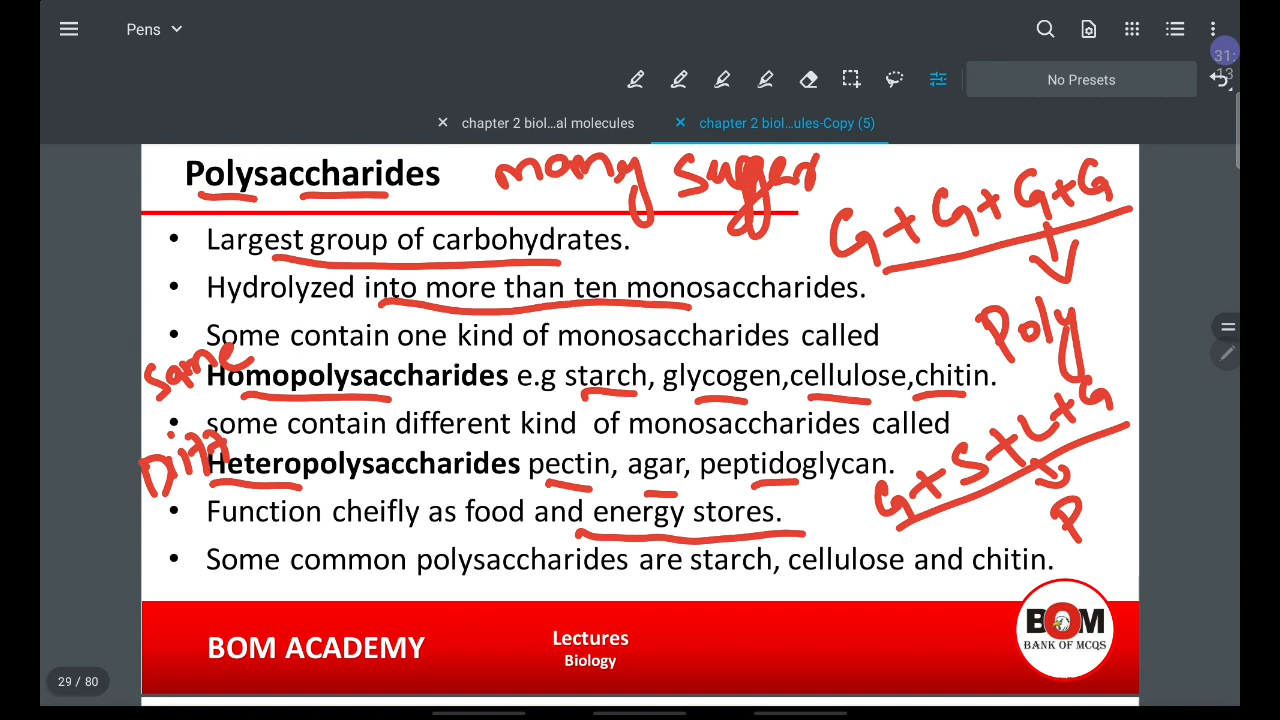 Pens
31:
13
No Presets
chapter 2 biol...al molecules
chapter 2 biol...ules-Copy (5)
Polysaccharides many sugger
G+G+G+G
• Largest group of carbohydrates.
• Hydrolyzed into more than ten monosaccharides.
Poly
• Some contain one kind of monosaccharides called
Same
Homopolysaccharides e.g starch, glycogen,cellulose,chitin.
• some contain different kind of monosaccharides called
Diff
Heteropolysaccharides pectin, agar, peptidoglycan.
G+S+L+G
P
• Function cheifly as food and energy stores.
• Some common polysaccharides are starch, cellulose and chitin.
BOM ACADEMY
Lectures
Biology
BOM
BANK OF MCQS
29 / 80